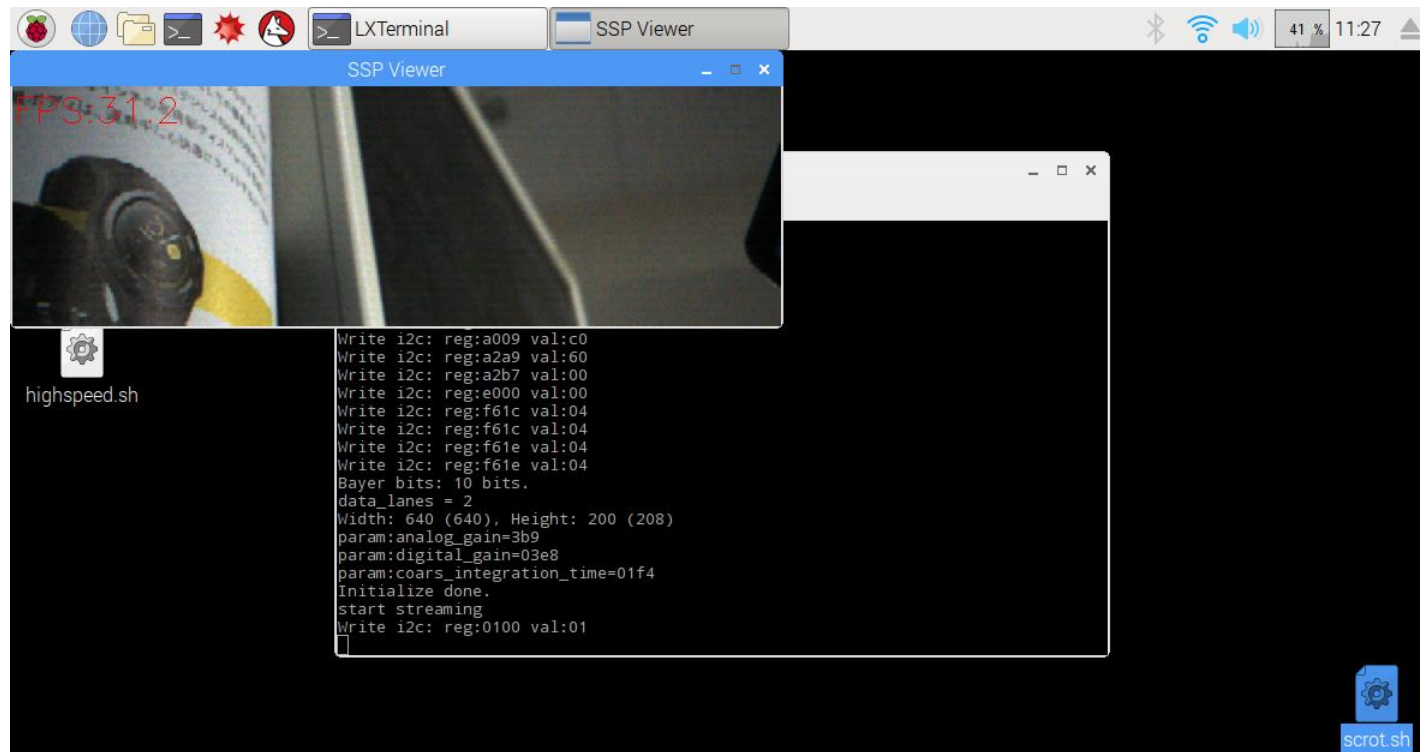 LXTerminal
SSP Viewer
41 %
11:27
SSP Viewer
FPS:31.2
highspeed.sh
Write i2c: reg:a009 val:c0
Write i2c: reg:a2a9 val:60
Write i2c: reg:a2b7 val:00
Write i2c: reg:e000 val:00
Write i2c: reg:f61c val:04
Write i2c: reg:f61c val:04
Write i2c: reg:f61e val:04
Write i2c: reg:f61e val:04
Bayer bits: 10 bits.
data_lanes = 2
Width: 640 (640), Height: 200 (208)
param:analog_gain=3b9
param:digital_gain=03e8
param:coars_integration_time=01f4
Initialize done.
start streaming
Write i2c: reg:0100 val:01
scrot.sh